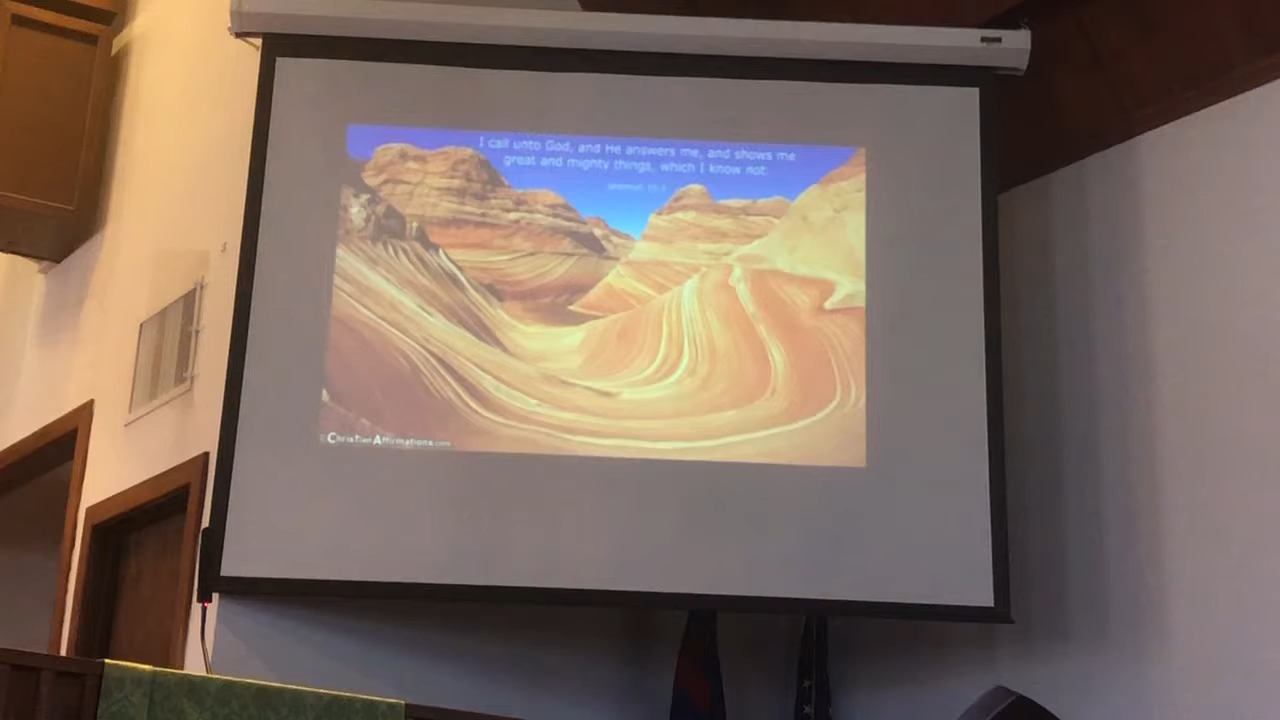 I call unto God, and He answers me, and shows me
great and mighty things, which I know not.
©ChristianAffirmations.com